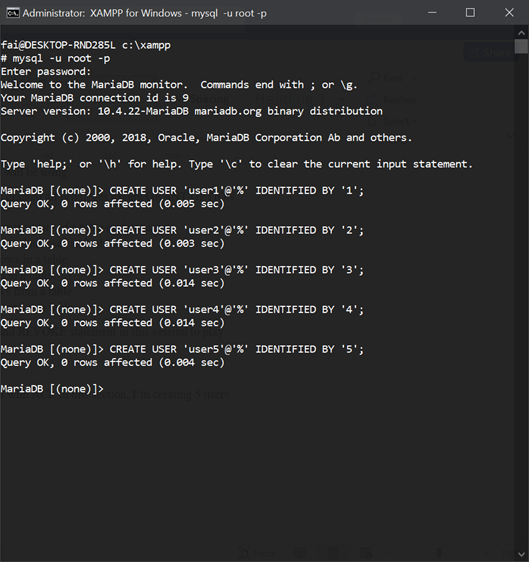 Administrator:  XAMPP for Windows - mysql  -u root -p
fai@DESKTOP-RND285L c:\xampp
# mysql -u root -p
Enter password:
Welcome to the MariaDB monitor.  Commands end with ; or \g.
Your MariaDB connection id is 9
Server version: 10.4.22-MariaDB mariadb.org binary distribution
Copyright (c) 2000, 2018, Oracle, MariaDB Corporation Ab and others.
Type 'help;' or '\h' for help. Type '\c' to clear the current input statement.
MariaDB [(none)]> CREATE USER 'user1'@'%' IDENTIFIED BY '1';
Query OK, 0 rows affected (0.005 sec)
MariaDB [(none)]> CREATE USER 'user2'@'%' IDENTIFIED BY '2';
Query OK, 0 rows affected (0.003 sec)
MariaDB [(none)]> CREATE USER 'user3'@'%' IDENTIFIED BY '3';
Query OK, 0 rows affected (0.014 sec)
MariaDB [(none)]> CREATE USER 'user4'@'%' IDENTIFIED BY '4';
Query OK, 0 rows affected (0.014 sec)
MariaDB [(none)]> CREATE USER 'user5'@'%' IDENTIFIED BY '5';
Query OK, 0 rows affected (0.004 sec)
MariaDB [(none)]>